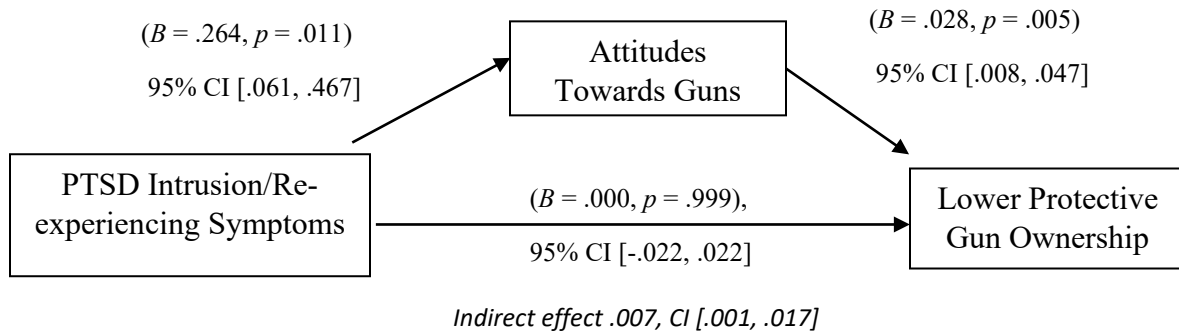 (B = .264, p = .011)
95% CI [.061, .467]
Attitudes
Towards Guns
(B = .028, p = .005)
95% CI [.008, .047]
PTSD Intrusion/Re-
experiencing Symptoms
(B = .000, p = .999),
95% CI [-.022, .022]
Lower Protective
Gun Ownership
Indirect effect .007, CI [.001, .017]